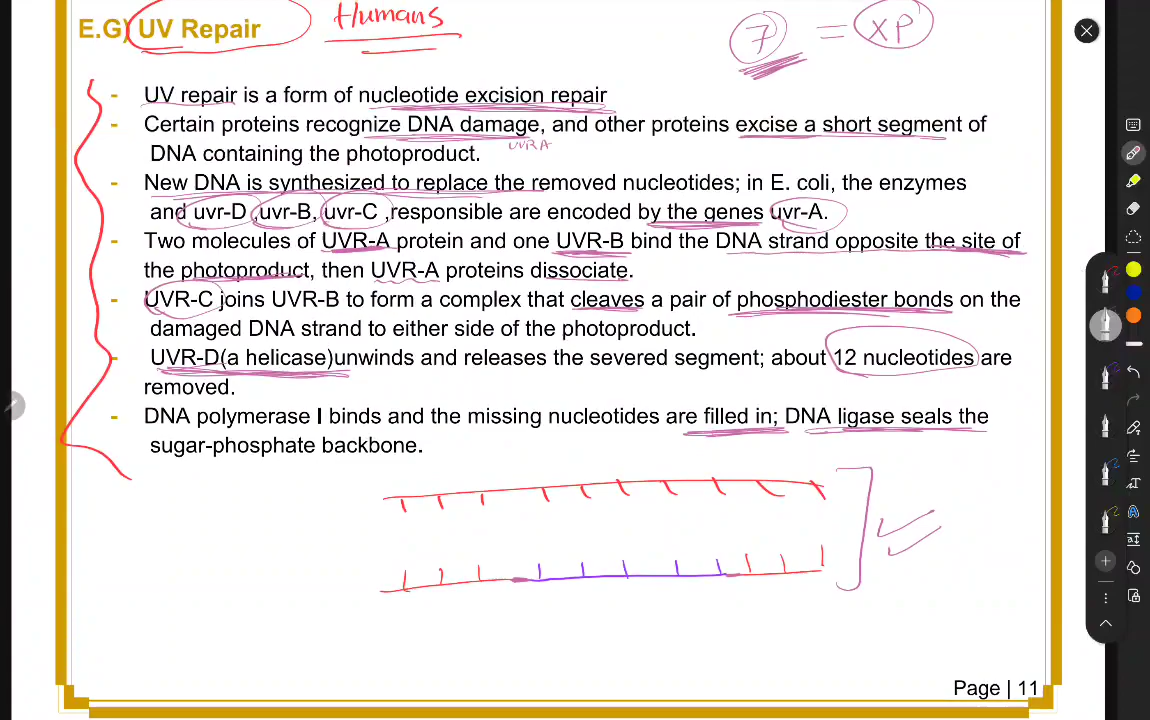 E.G) UV Repair Humans 7 = XP
- UV repair is a form of nucleotide excision repair
- Certain proteins recognize DNA damage, and other proteins excise a short segment of
UVRA
DNA containing the photoproduct.
- New DNA is synthesized to replace the removed nucleotides; in E. coli, the enzymes
and uvr-D ,uvr-B, uvr-C ,responsible are encoded by the genes uvr-A.
- Two molecules of UVR-A protein and one UVR-B bind the DNA strand opposite the site of
the photoproduct, then UVR-A proteins dissociate.
- UVR-C joins UVR-B to form a complex that cleaves a pair of phosphodiester bonds on the
damaged DNA strand to either side of the photoproduct.
- UVR-D(a helicase)unwinds and releases the severed segment; about 12 nucleotides are
removed.
- DNA polymerase I binds and the missing nucleotides are filled in; DNA ligase seals the
sugar-phosphate backbone.
Page | 11